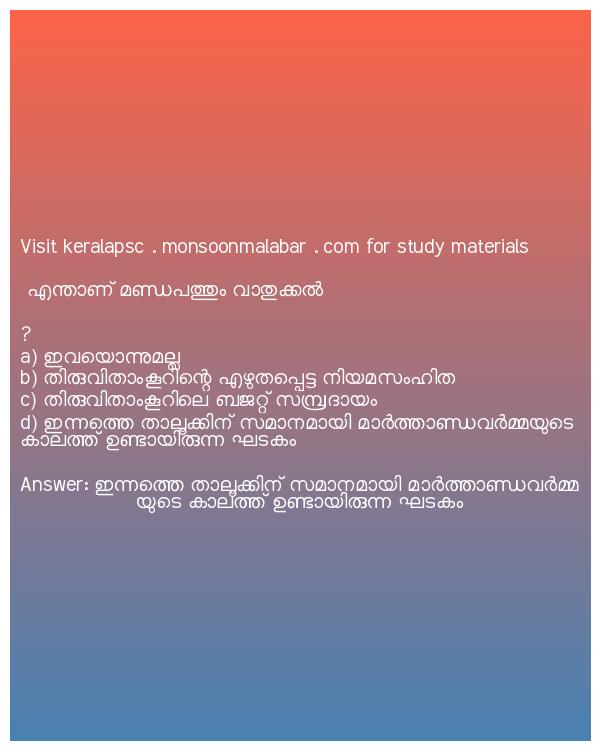 Visit keralapsc . monsoonmalabar . com for study materials
എന്താണ് മണ്ഡപത്തും വാതുക്കൽ
?
a) ഇവയൊന്നുമല്ല
b) തിരുവിതാംകൂറിന്റെ എഴുതപ്പെട്ട നിയമസംഹിത
c) തിരുവിതാംകൂറിലെ ബജറ്റ് സമ്പ്രദായം
d) ഇന്നത്തെ താലൂക്കിന് സമാനമായി മാർത്താണ്ഡവർമ്മയുടെ
കാലത്ത് ഉണ്ടായിരുന്ന ഘടകം
Answer: ഇന്നത്തെ താലൂക്കിന് സമാനമായി മാർത്താണ്ഡവർമ്മ
യുടെ കാലത്ത് ഉണ്ടായിരുന്ന ഘടകം